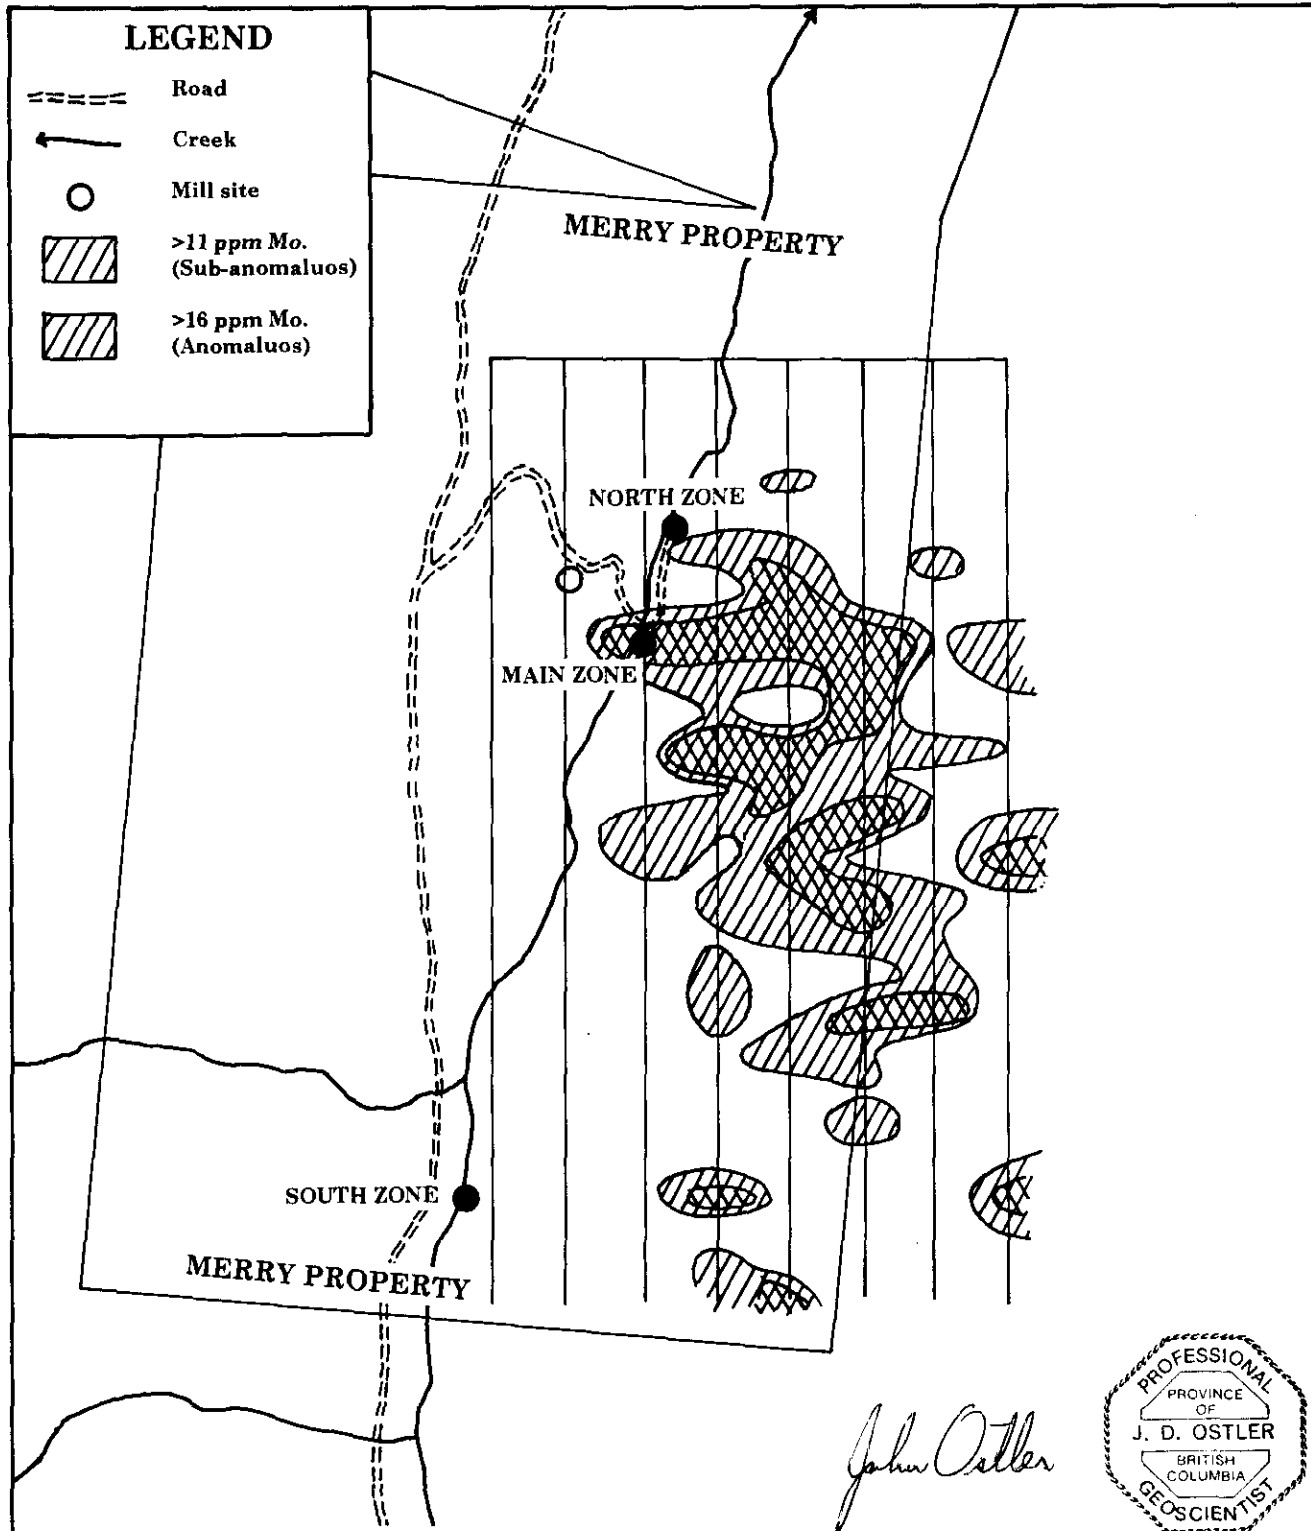 LEGEND
Road
Creek
Mill site
>11 ppm Mo.
(Sub-anomaluos)
>16 ppm Mo.
(Anomaluos)
MERRY PROPERTY
NORTH ZONE
MAIN ZONE
SOUTH ZONE
MERRY PROPERTY
John Ostler
PROFESSIONAL
PROVINCE
OF
J. D. OSTLER
BRITISH
COLUMBIA
GEOSCIENTIST